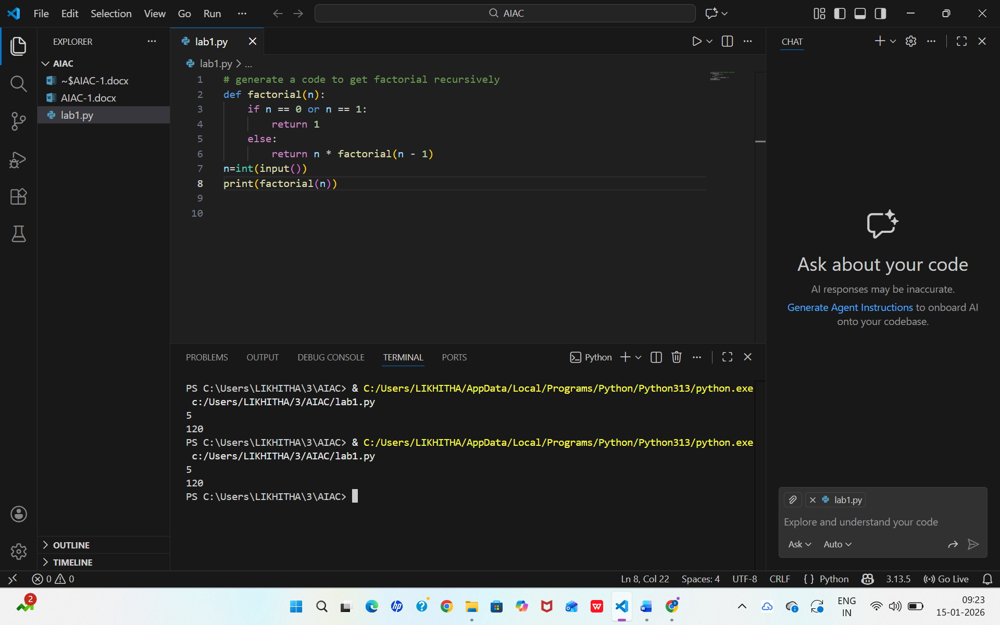 File Edit Selection View Go Run ···
AIAC
EXPLORER
AIAC
~$AIAC-1.docx
AIAC-1.docx
lab1.py
OUTLINE
TIMELINE
lab1.py
lab1.py > ...
1 # generate a code to get factorial recursively
2 def factorial(n):
3 if n == 0 or n == 1:
4 return 1
5 else:
6 return n * factorial(n - 1)
7 n=int(input())
8 print(factorial(n))
9
10
PROBLEMS OUTPUT DEBUG CONSOLE TERMINAL PORTS
Python
PS C:\Users\LIKHITHA\3\AIAC> & C:/Users/LIKHITHA/AppData/Local/Programs/Python/Python313/python.exe
c:/Users/LIKHITHA/3/AIAC/lab1.py
5
120
PS C:\Users\LIKHITHA\3\AIAC> & C:/Users/LIKHITHA/AppData/Local/Programs/Python/Python313/python.exe
c:/Users/LIKHITHA/3/AIAC/lab1.py
5
120
PS C:\Users\LIKHITHA\3\AIAC>
CHAT
Ask about your code
AI responses may be inaccurate.
Generate Agent Instructions to onboard AI
onto your codebase.
lab1.py
Explore and understand your code
Ask Auto
0 0
Ln 8, Col 22 Spaces: 4 UTF-8 CRLF { } Python 3.13.5 Go Live
2
ENG
IN
09:23
15-01-2026